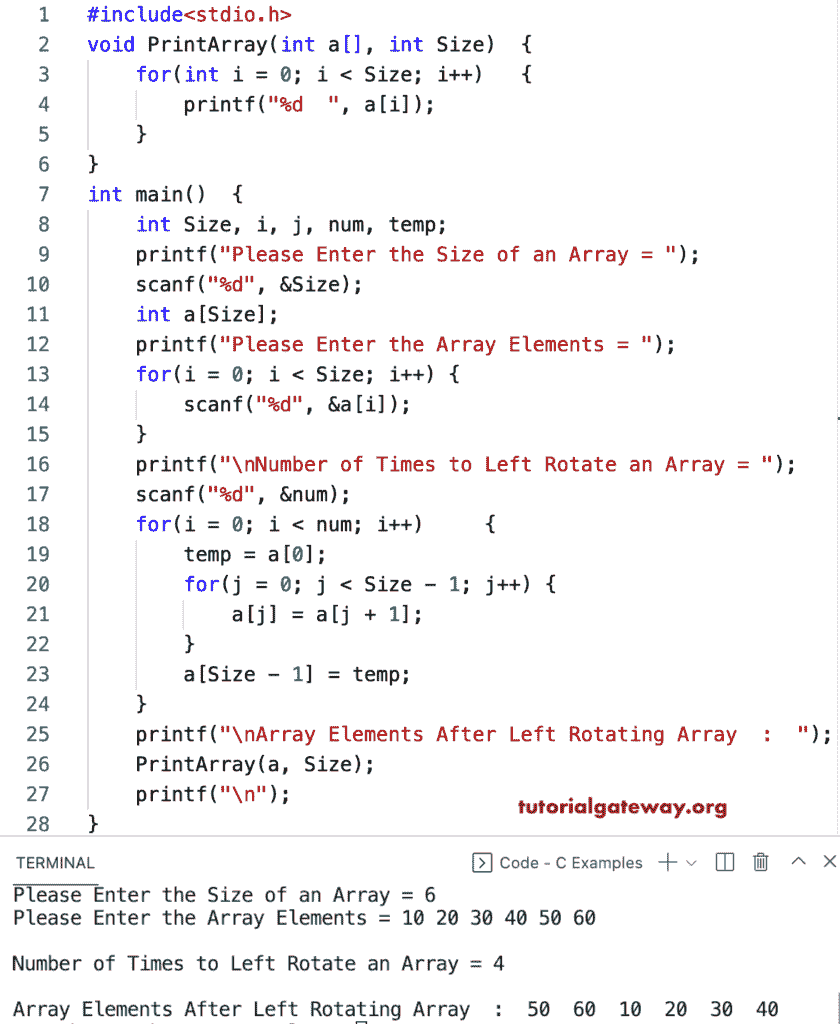 1 #include<stdio.h>
2 void PrintArray(int a[], int Size) {
3 for(int i = 0; i < Size; i++) {
4 printf("%d  ", a[i]);
5 }
6 }
7 int main() {
8 int Size, i, j, num, temp;
9 printf("Please Enter the Size of an Array = ");
10 scanf("%d", &Size);
11 int a[Size];
12 printf("Please Enter the Array Elements = ");
13 for(i = 0; i < Size; i++) {
14 scanf("%d", &a[i]);
15 }
16 printf("\nNumber of Times to Left Rotate an Array = ");
17 scanf("%d", &num);
18 for(i = 0; i < num; i++) {
19 temp = a[0];
20 for(j = 0; j < Size - 1; j++) {
21 a[j] = a[j + 1];
22 }
23 a[Size - 1] = temp;
24 }
25 printf("\nArray Elements After Left Rotating Array  :  ");
26 PrintArray(a, Size);
27 printf("\n");
tutorialgateway.org
28 }
TERMINAL Code - C Examples
Please Enter the Size of an Array = 6
Please Enter the Array Elements = 10 20 30 40 50 60
Number of Times to Left Rotate an Array = 4
Array Elements After Left Rotating Array  :  50  60  10  20  30  40